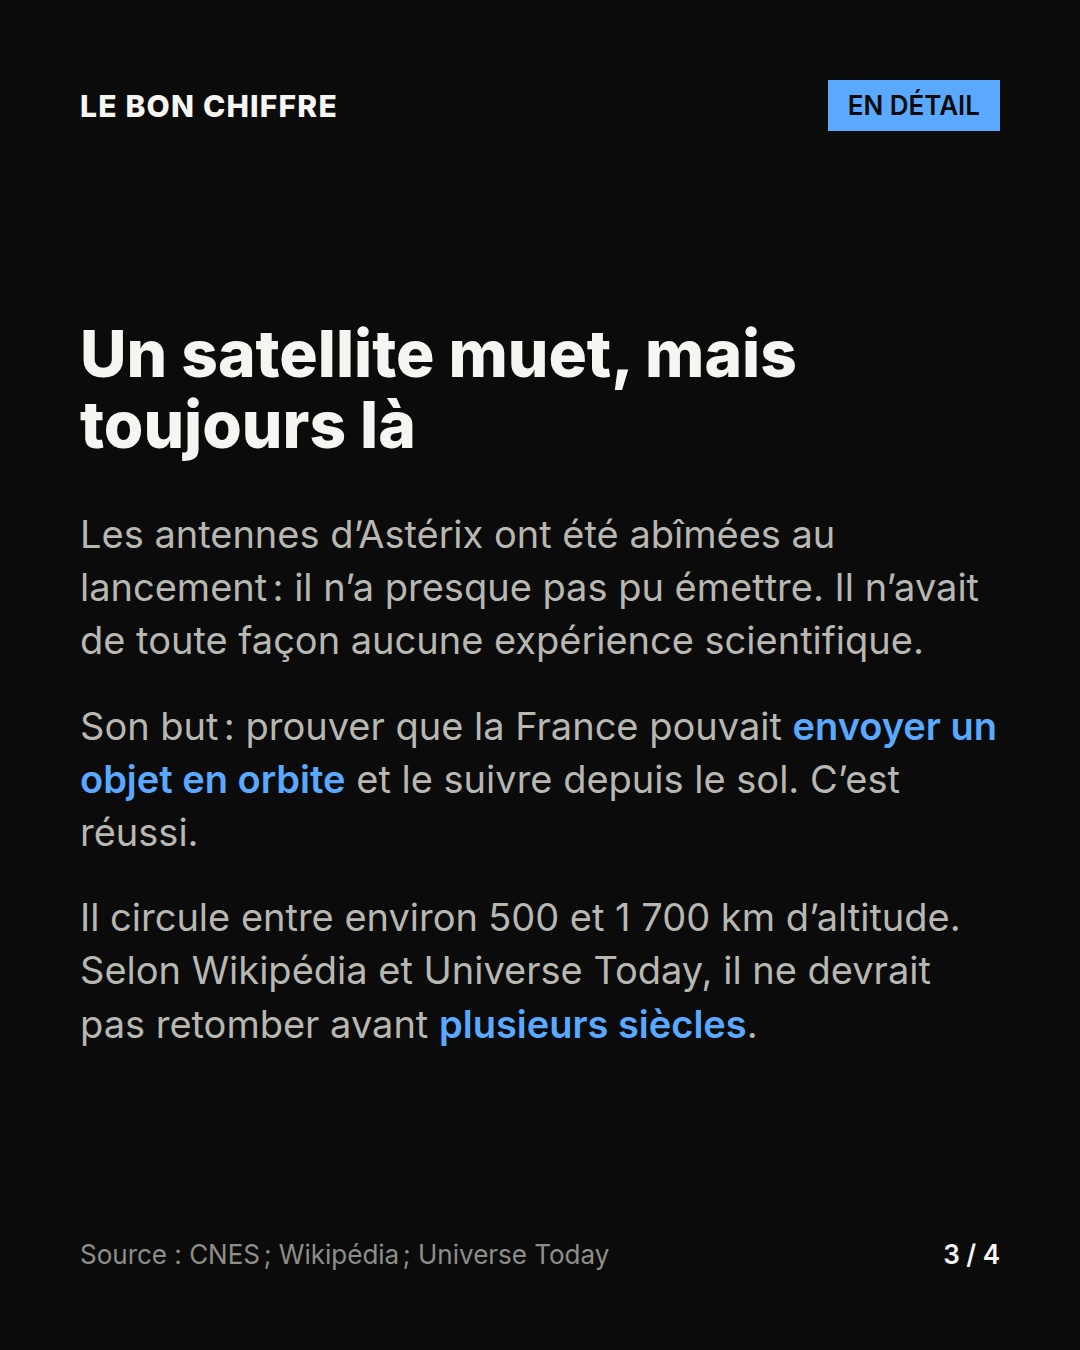 LE BON CHIFFRE
EN DÉTAIL
Un satellite muet, mais
toujours là
Les antennes d’Astérix ont été abîmées au
lancement : il n’a presque pas pu émettre. Il n’avait
de toute façon aucune expérience scientifique.
Son but : prouver que la France pouvait envoyer un
objet en orbite et le suivre depuis le sol. C’est
réussi.
Il circule entre environ 500 et 1 700 km d’altitude.
Selon Wikipédia et Universe Today, il ne devrait
pas retomber avant plusieurs siècles.
Source : CNES ; Wikipédia ; Universe Today
3 / 4